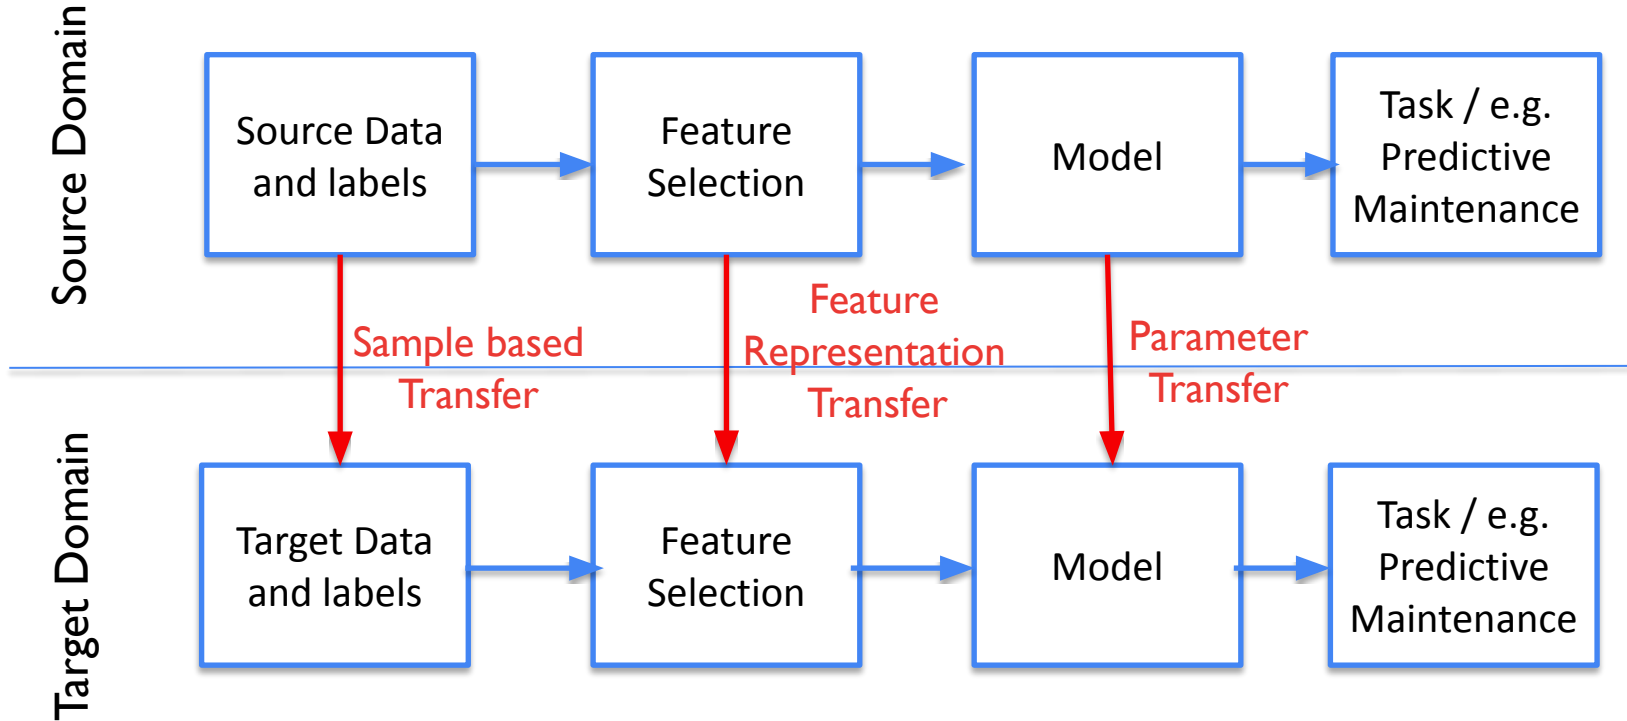 Source Domain
Source Data
and labels
Feature
Selection
Model
Task / e.g.
Predictive
Maintenance
Sample based
Transfer
Feature
Representation
Transfer
Parameter
Transfer
Target Domain
Target Data
and labels
Feature
Selection
Model
Task / e.g.
Predictive
Maintenance